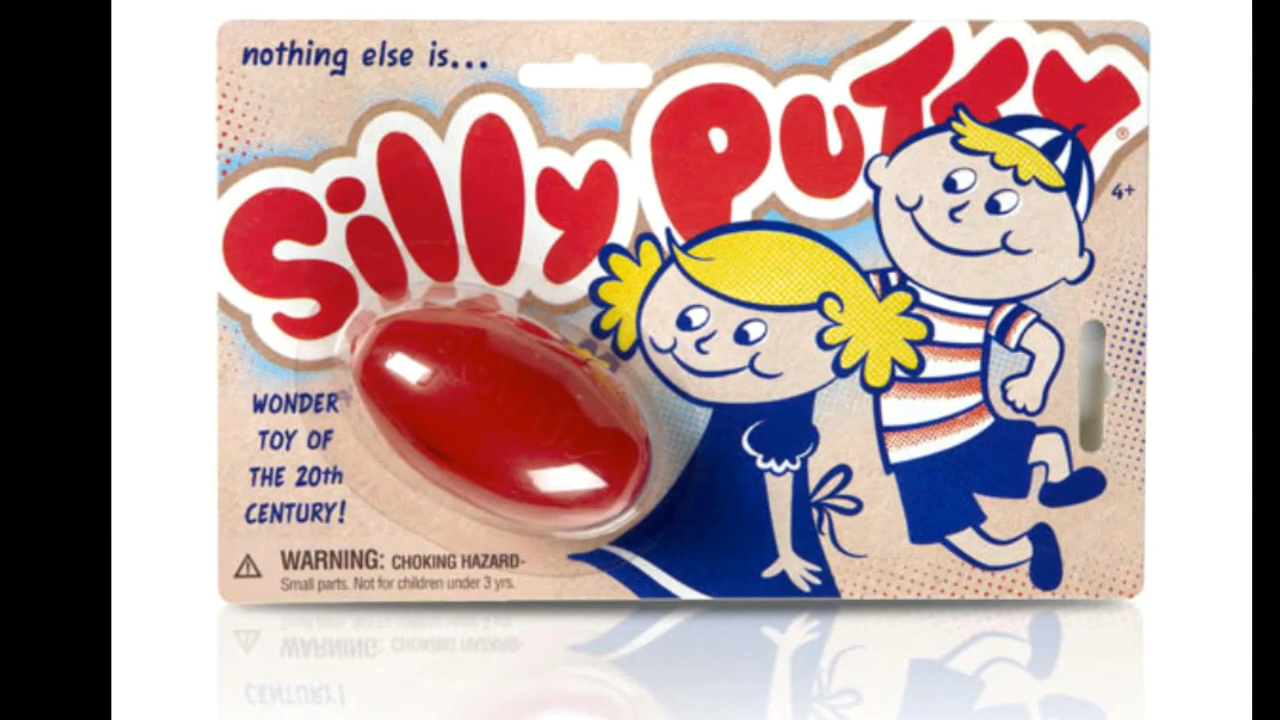 nothing else is...
Silly Putty®
4+
WONDER
TOY OF
THE 20th
CENTURY!
WARNING: CHOKING HAZARD-
Small parts. Not for children under 3 yrs.